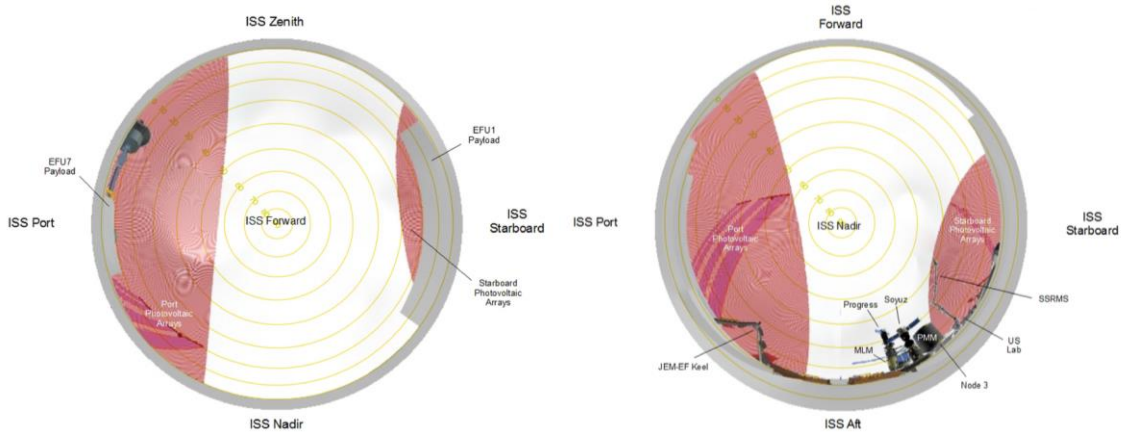 ISS Zenith
EFU1
Payload
EFU7
Payload
ISS Port
ISS Forward
ISS
Starboard
Port
Photovoltaic
Arrays
Starboard
Photovoltaic
Arrays
ISS Nadir
ISS
Forward
ISS Port
ISS Nadir
ISS
Starboard
Port
Photovoltaic
Arrays
Starboard
Photovoltaic
Arrays
SSRMS
Progress
Soyuz
US
Lab
MLM
PMM
JEM-EF Keel
Node 3
ISS Aft